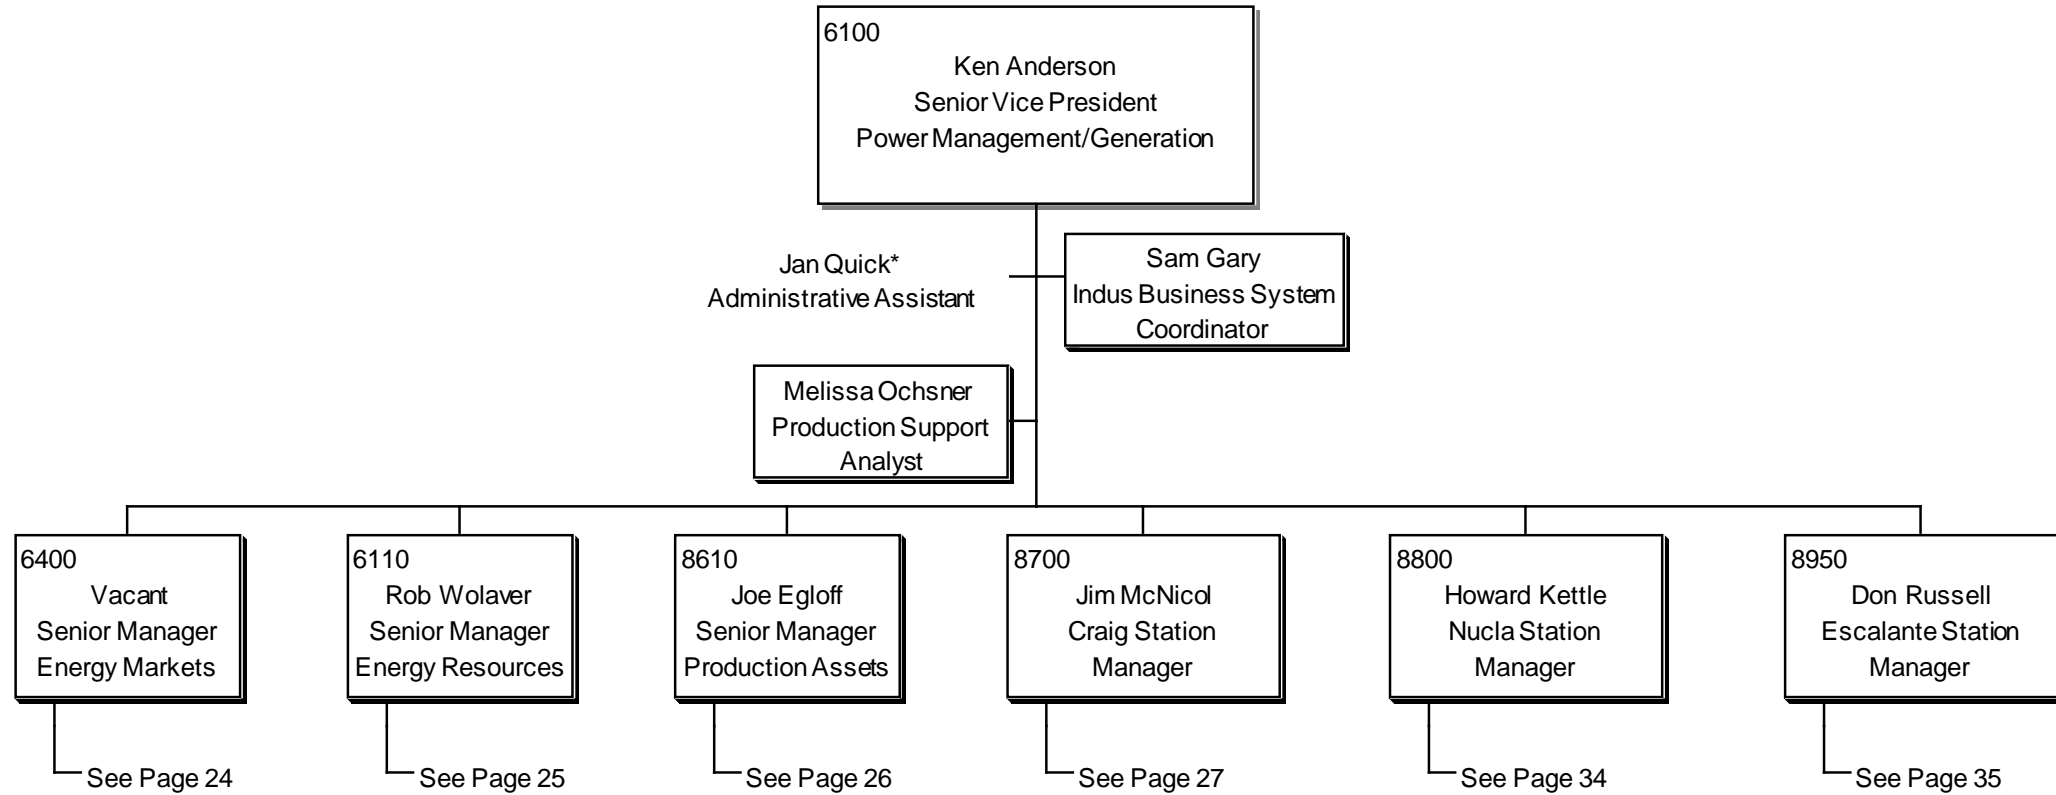 6100
Ken Anderson
Senior Vice President
Power Management/Generation
Jan Quick*
Administrative Assistant
Sam Gary
Indus Business System
Coordinator
Melissa Ochsner
Production Support
Analyst
6400
Vacant
Senior Manager
Energy Markets
See Page 24
6110
Rob Wolaver
Senior Manager
Energy Resources
See Page 25
8610
Joe Egloff
Senior Manager
Production Assets
See Page 26
8700
Jim McNicol
Craig Station
Manager
See Page 27
8800
Howard Kettle
Nucla Station
Manager
See Page 34
8950
Don Russell
Escalante Station
Manager
See Page 35